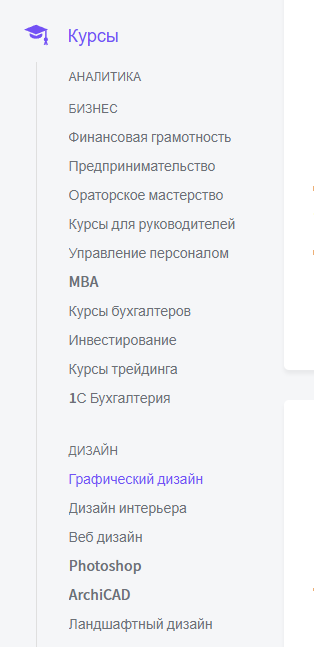 Курсы
АНАЛИТИКА
БИЗНЕС
Финансовая грамотность
Предпринимательство
Ораторское мастерство
Курсы для руководителей
Управление персоналом
MBA
Курсы бухгалтеров
Инвестирование
Курсы трейдинга
1С Бухгалтерия
ДИЗАЙН
Графический дизайн
Дизайн интерьера
Веб дизайн
Photoshop
ArchiCAD
Ландшафтный дизайн